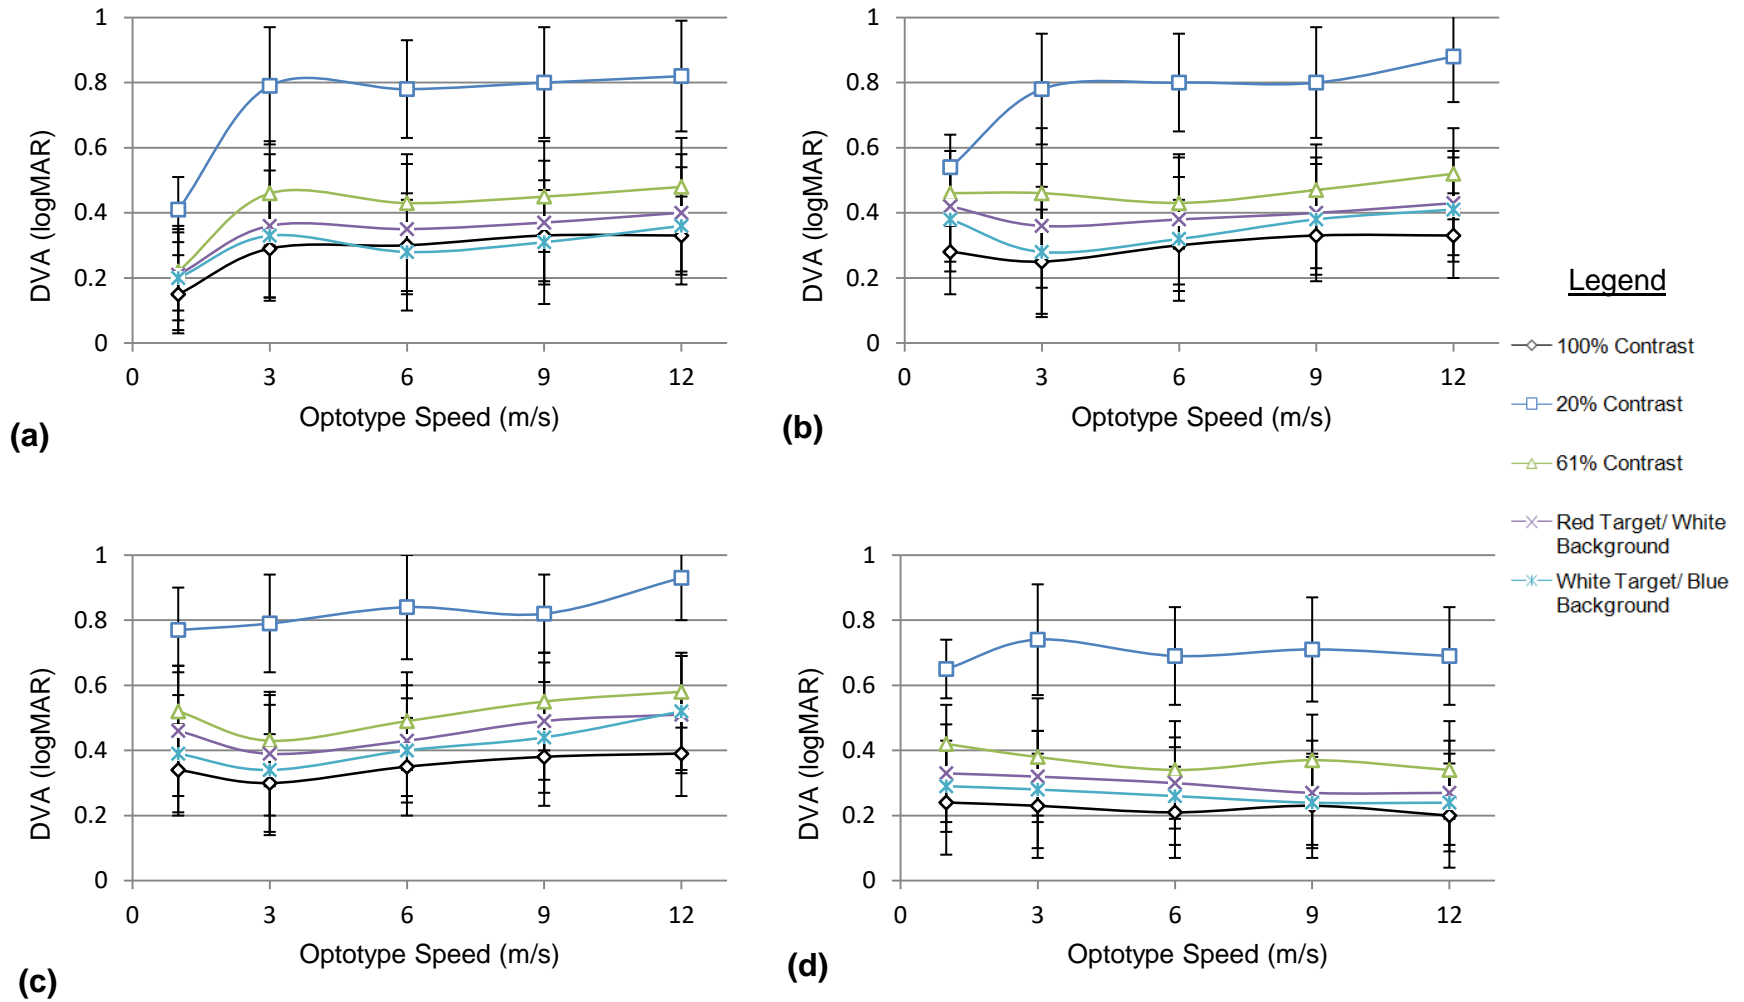 1
0.8
0.6
0.4
0.2
0
0 3 6 9 12
DVA (logMAR)
Optotype Speed (m/s)
(a)
1
0.8
0.6
0.4
0.2
0
0 3 6 9 12
DVA (logMAR)
Optotype Speed (m/s)
(b)
Legend
100% Contrast
20% Contrast
61% Contrast
Red Target/ White
Background
White Target/ Blue
Background
1
0.8
0.6
0.4
0.2
0
0 3 6 9 12
DVA (logMAR)
Optotype Speed (m/s)
(c)
1
0.8
0.6
0.4
0.2
0
0 3 6 9 12
DVA (logMAR)
Optotype Speed (m/s)
(d)